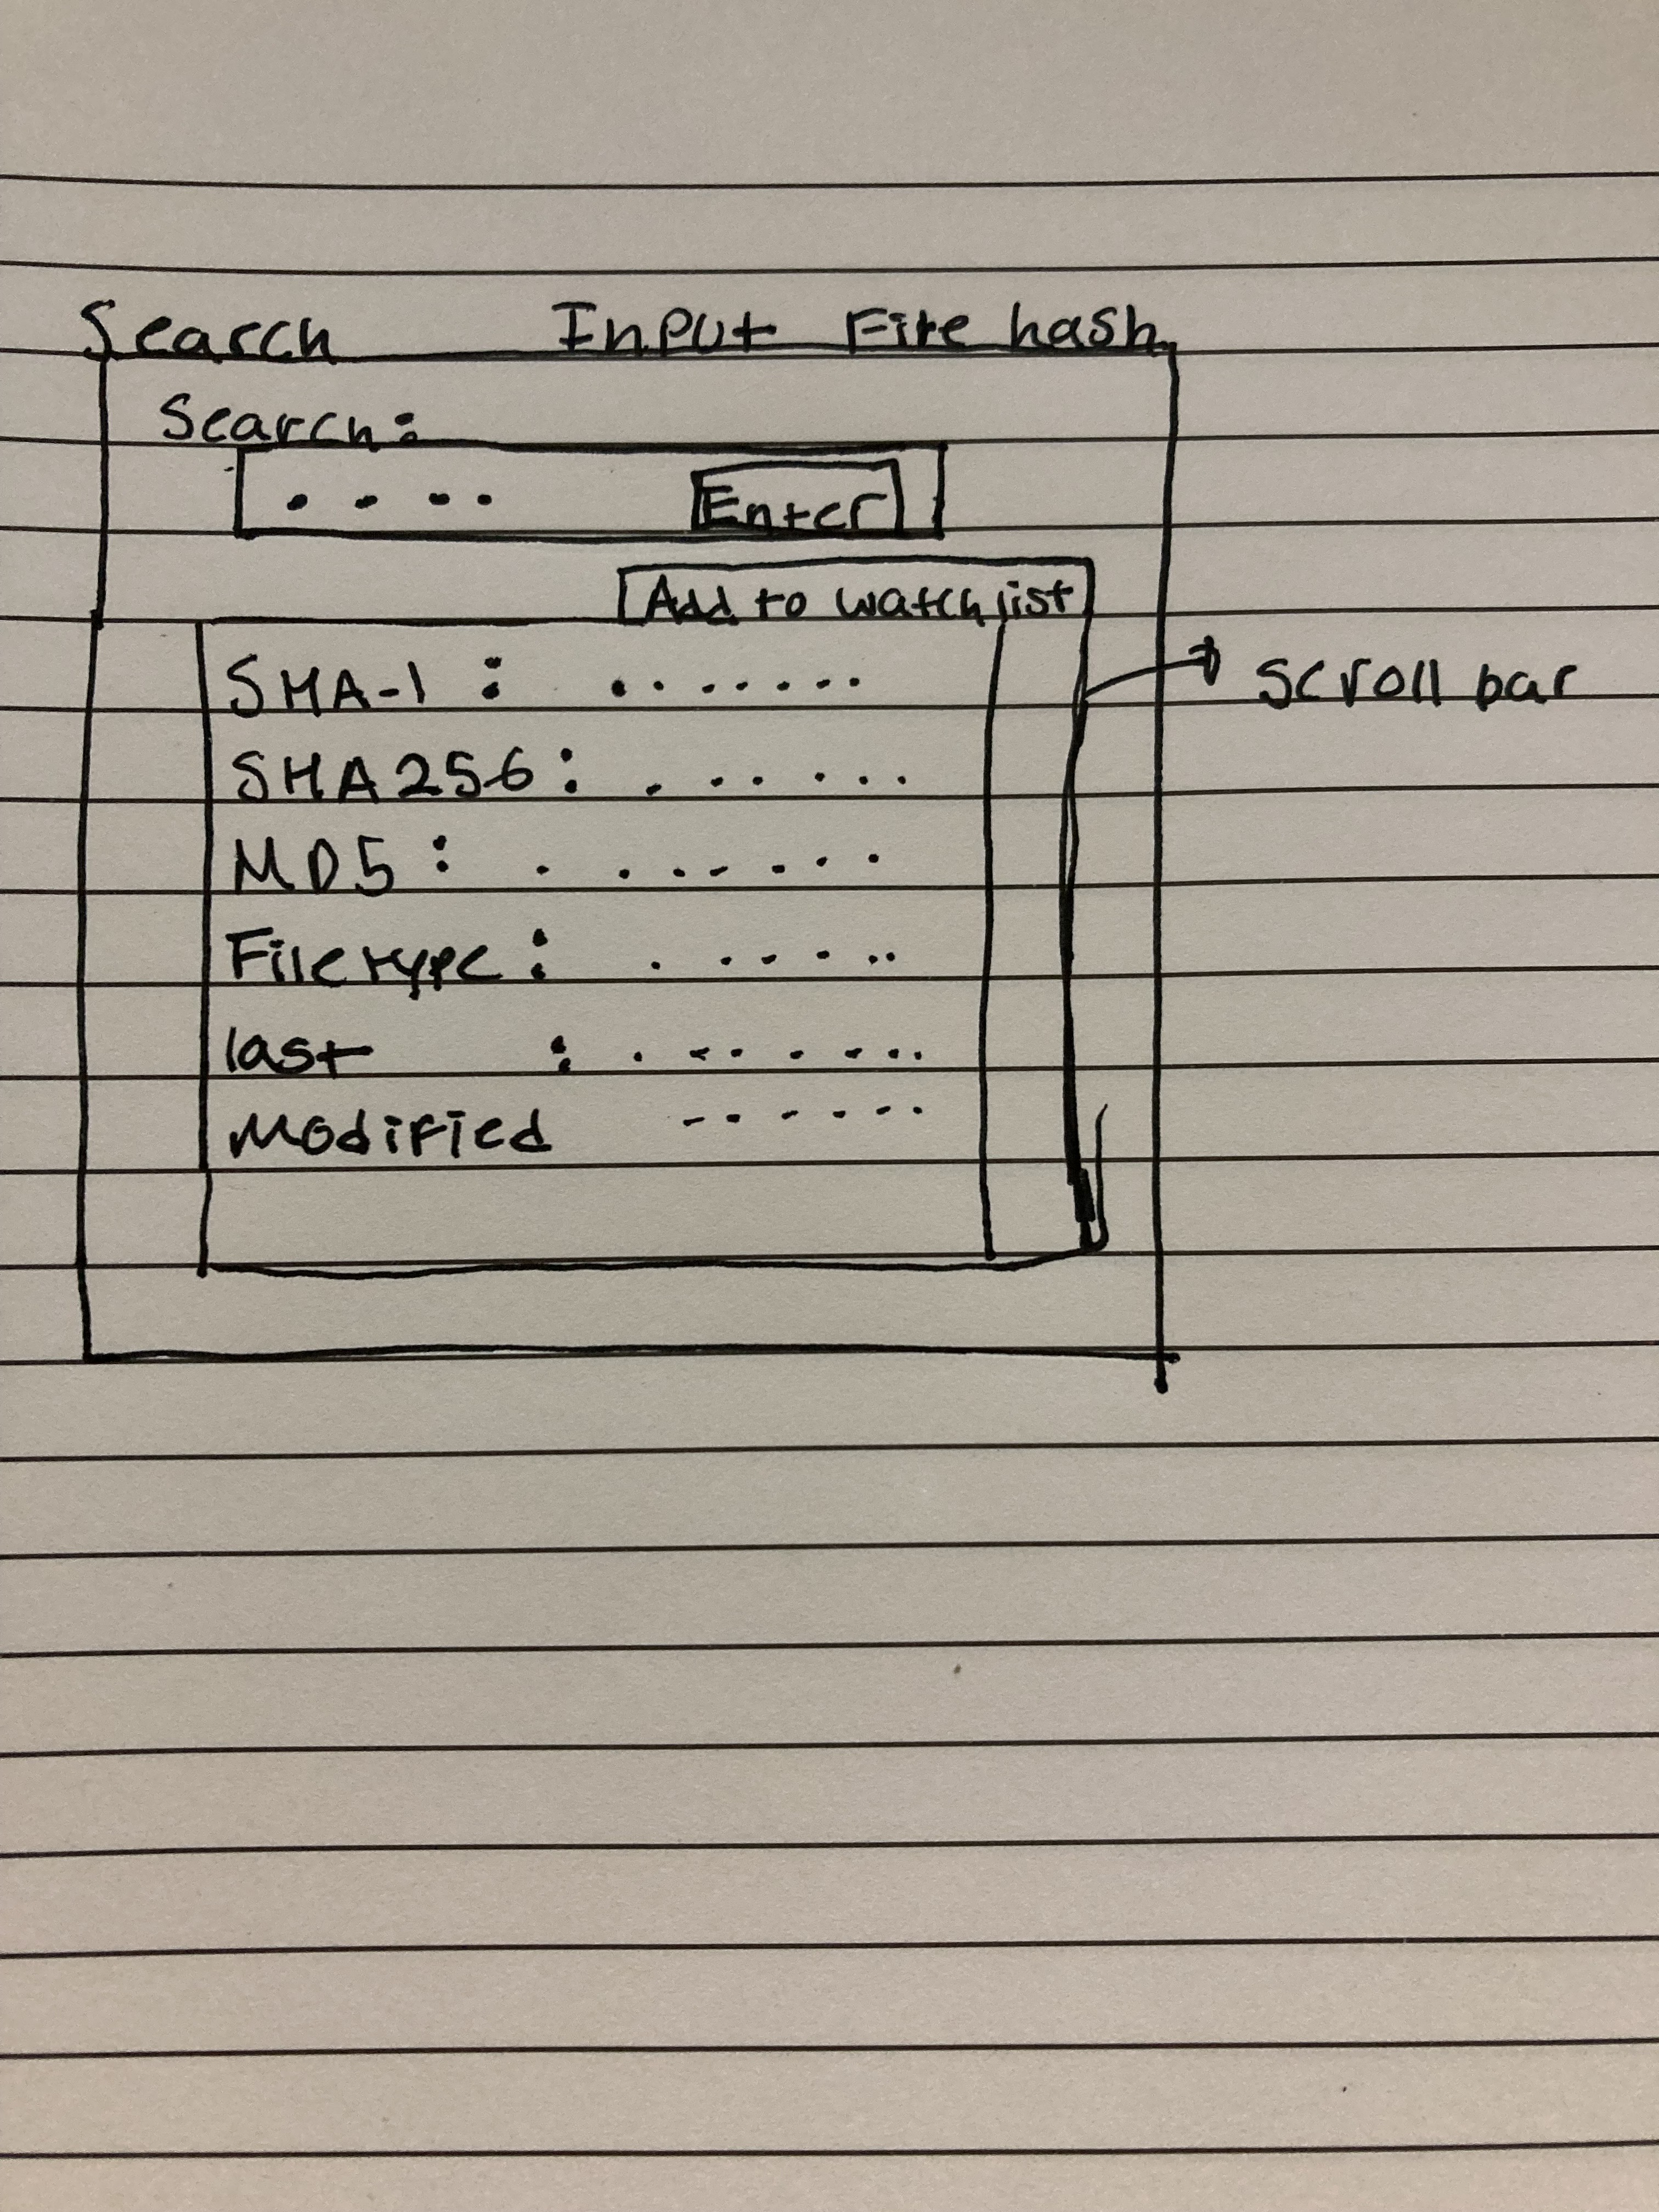 Search Input File hash
Search:
.... Enter
Add to watchlist
SHA-1 : .......
scroll bar
SHA256: ......
MD5 : .......
Filetype : ......
last : .......
Modified ......